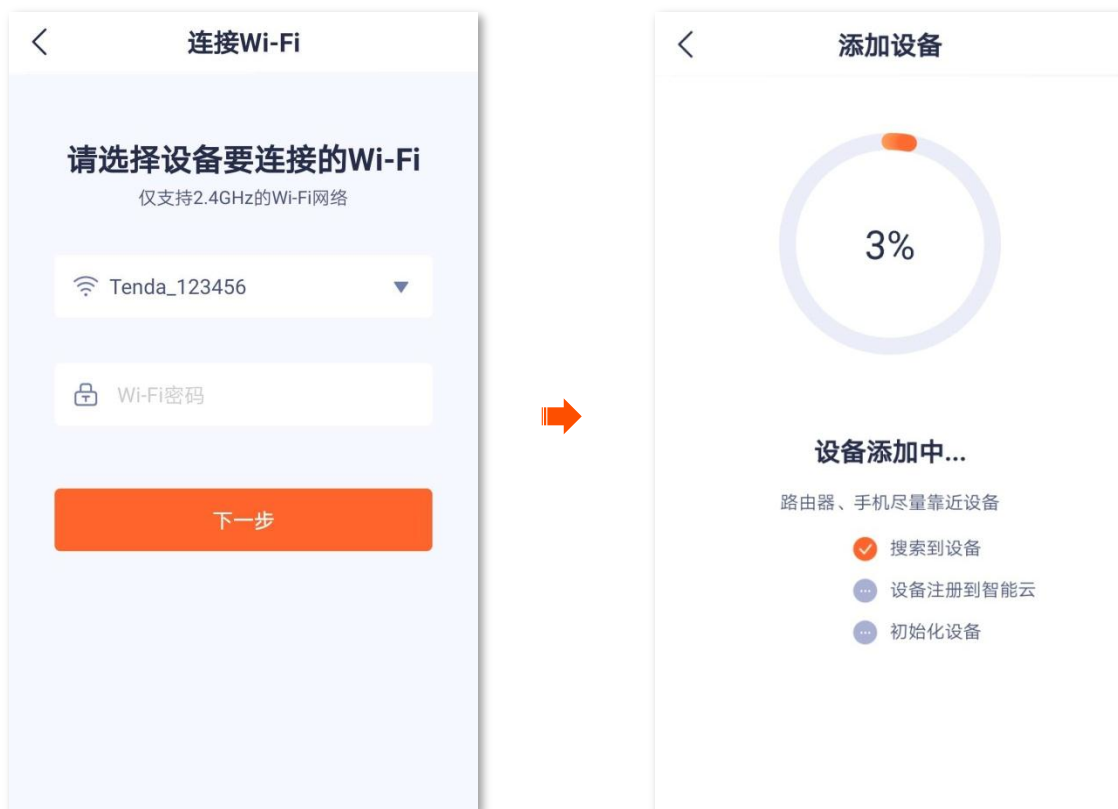 连接Wi-Fi
请选择设备要连接的Wi-Fi
仅支持2.4GHz的Wi-Fi网络
Tenda_123456
Wi-Fi密码
下一步
添加设备
3%
设备添加中...
路由器、手机尽量靠近设备
搜索到设备
设备注册到智能云
初始化设备